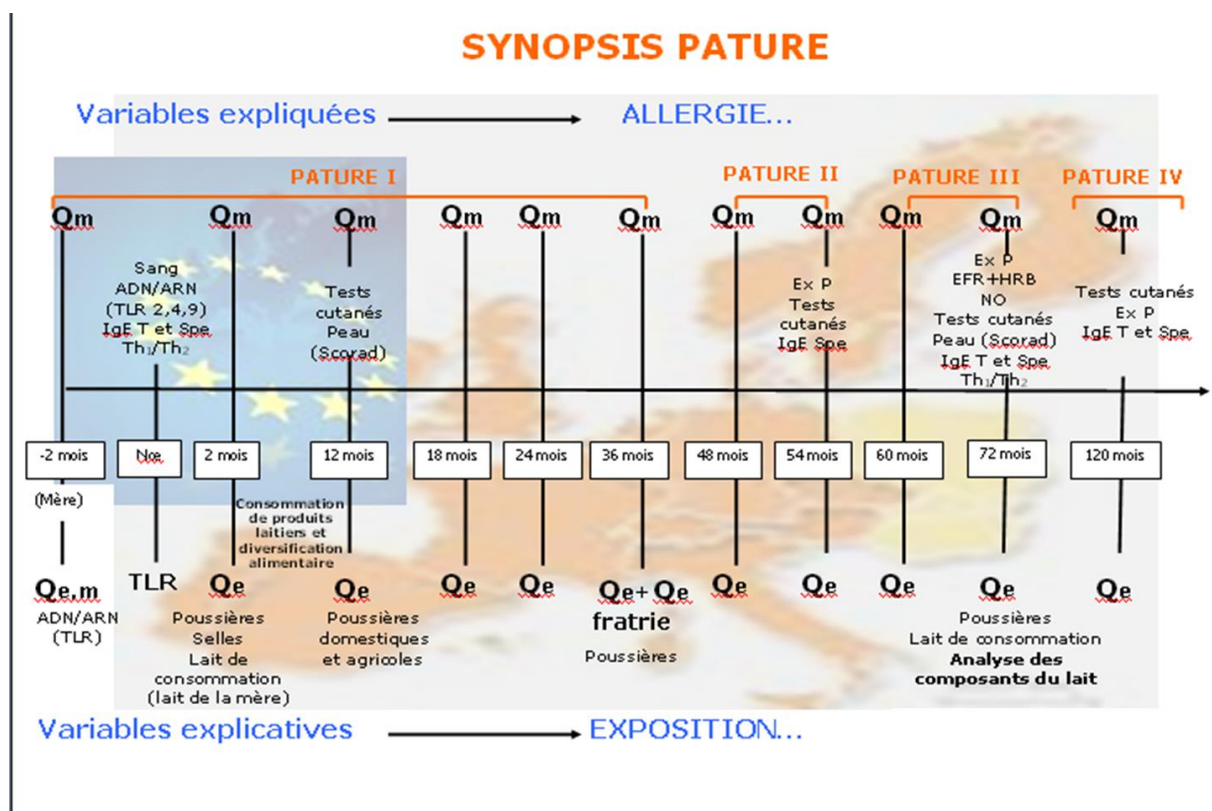 SYNOPSIS PATURE
Variables expliquées
ALLERGIE...
PATURE I
PATURE II
PATURE III
PATURE IV
Qm
Qm
Qm
Qm
Qm
Qm
Qm
Qm
Qm
Qm
Qm
Sang
ADN/ARN
(TLR 2,4,9)
IgE T et Spe
Th1/Th2
Tests
cutanés
Peau
(Scorad)
Ex P
Tests
cutanés
IgE Spe
Ex P
EFR+HRB
NO
Tests cutanés
Peau (Scorad)
IgE T et Spe
Th1/Th2
Tests cutanés
Ex P
IgE T et Spe
-2 mois
Nce
2 mois
12 mois
18 mois
24 mois
36 mois
48 mois
54 mois
60 mois
72 mois
120 mois
(Mère)
Consommation
de produits
laitiers et
diversification
alimentaire
Qe,m
ADN/ARN
(TLR)
TLR
Qe
Poussières
Selles
Lait de
consommation
(lait de la mère)
Qe
Poussières
domestiques
et agricoles
Qe
Qe
Qe+ Qe
fratrie
Poussières
Qe
Qe
Qe
Qe
Poussières
Lait de consommation
Analyse des
composants du lait
Qe
Variables explicatives
EXPOSITION...